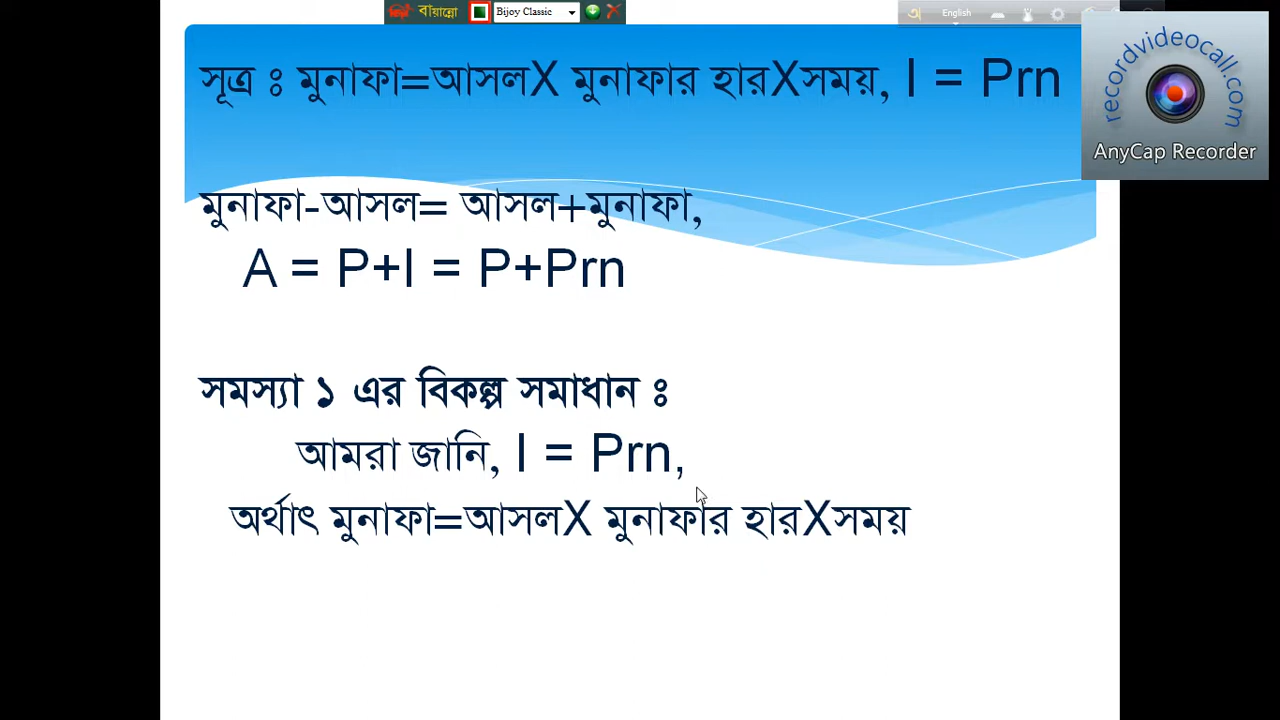 বায়ান্নো Bijoy Classic English
সূত্র ঃ মুনাফা=আসলX মুনাফার হারXসময়, I = Prn
recordvideocall.com
AnyCap Recorder
মুনাফা-আসল= আসল+মুনাফা,
A = P+I = P+Prn
সমস্যা ১ এর বিকল্প সমাধান ঃ
আমরা জানি, I = Prn,
অর্থাৎ মুনাফা=আসলX মুনাফার হারXসময়